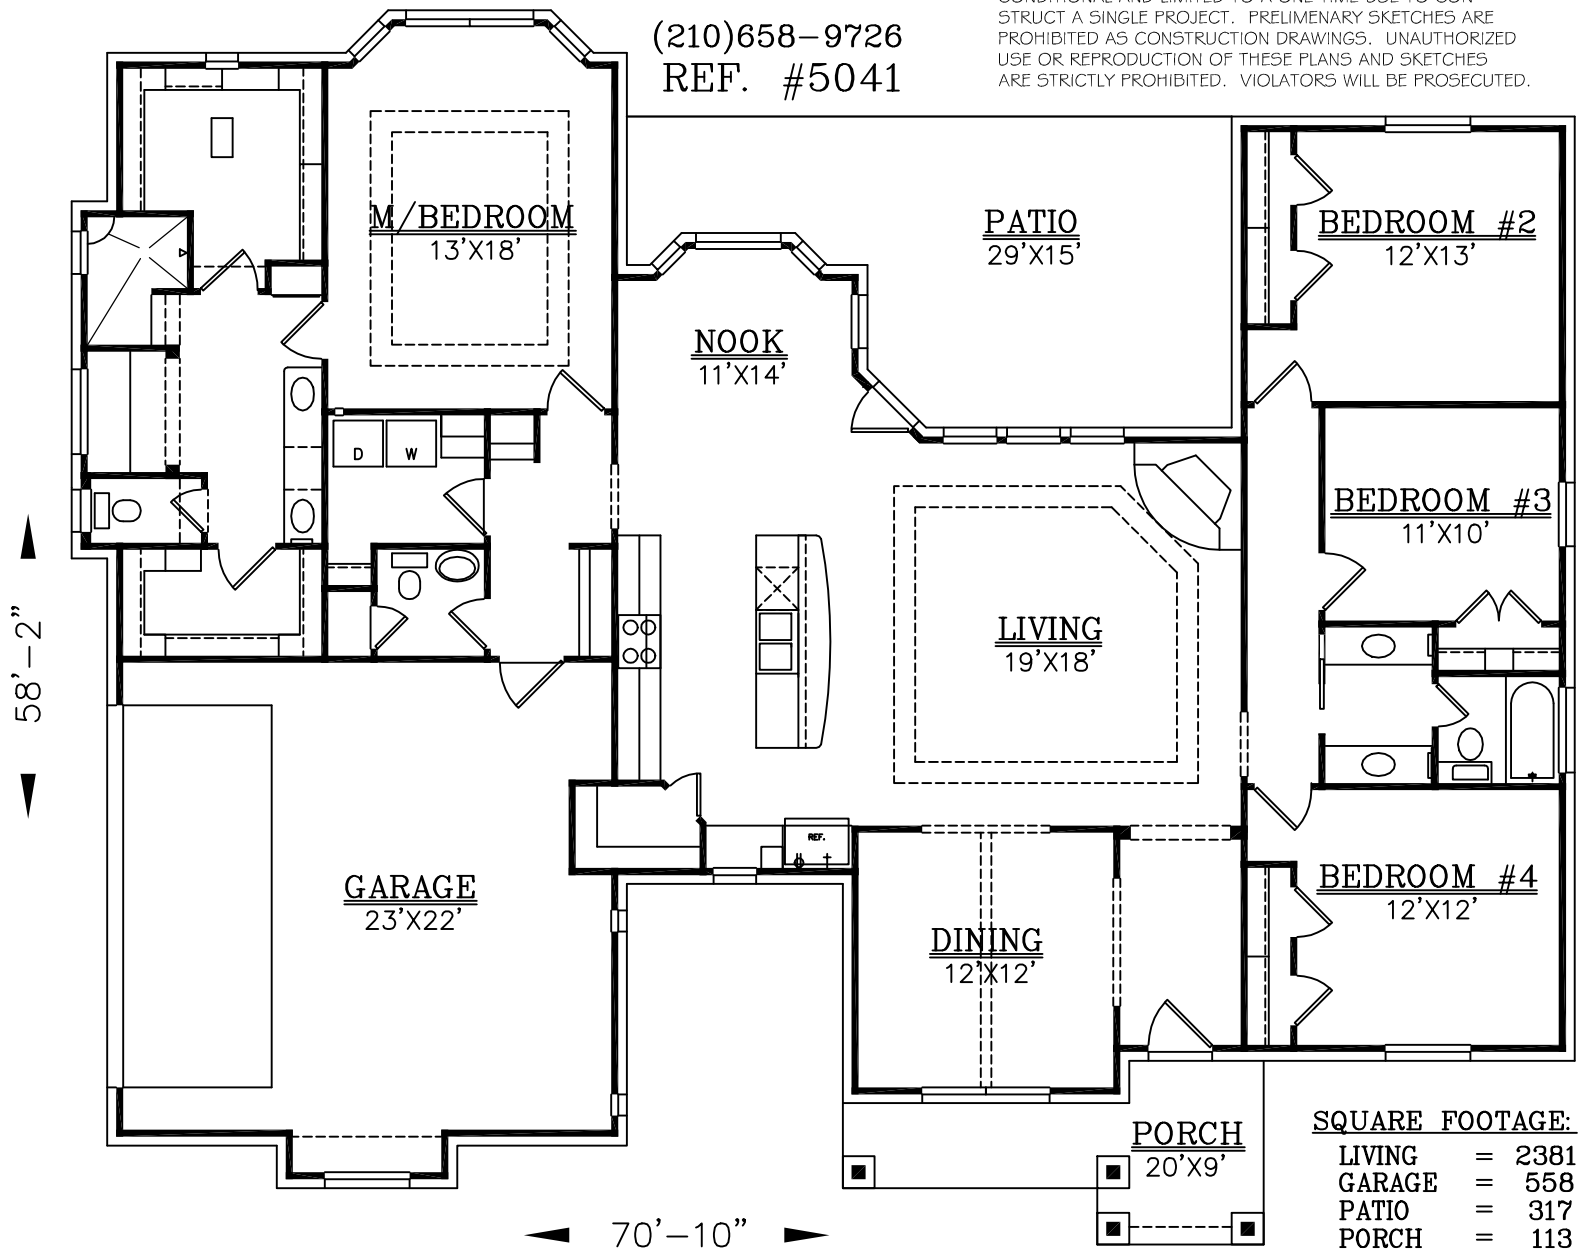 (210)658-9726
REF. #5041
STRUCT A SINGLE PROJECT. PRELIMENARY SKETCHES ARE
PROHIBITED AS CONSTRUCTION DRAWINGS. UNAUTHORIZED
USE OR REPRODUCTION OF THESE PLANS AND SKETCHES
ARE STRICTLY PROHIBITED. VIOLATORS WILL BE PROSECUTED.
M/BEDROOM
13'X18'
PATIO
29'X15'
BEDROOM #2
12'X13'
NOOK
11'X14'
D
W
BEDROOM #3
11'X10'
LIVING
19'X18'
58'-2"
REF.
GARAGE
23'X22'
DINING
12'X12'
BEDROOM #4
12'X12'
PORCH
20'X9'
70'-10"
SQUARE FOOTAGE:
LIVING = 2381
GARAGE = 558
PATIO = 317
PORCH = 113